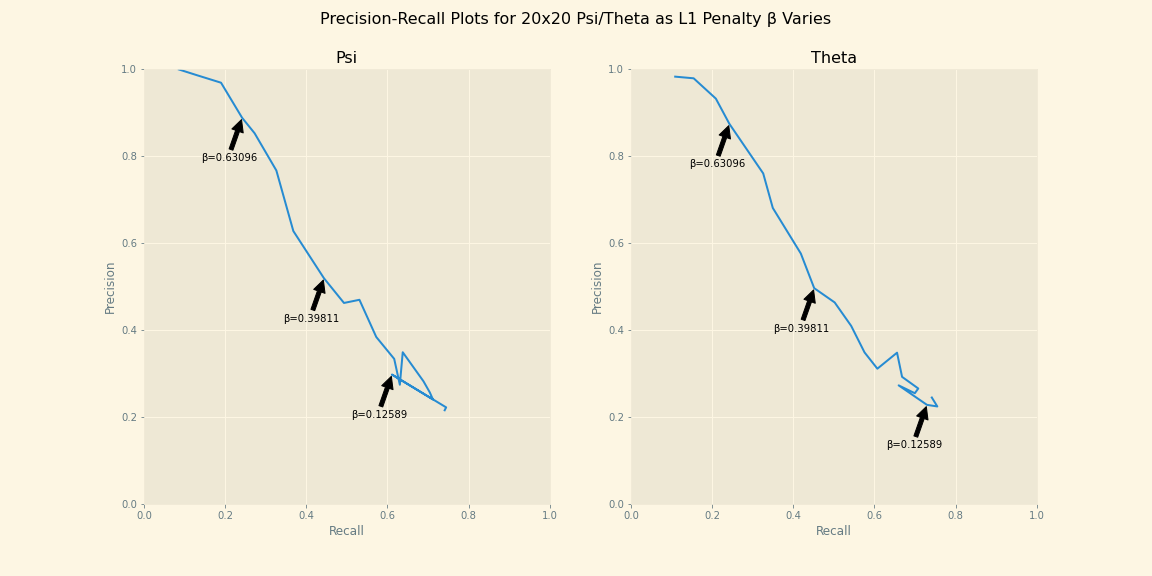 Precision-Recall Plots for 20x20 Psi/Theta as L1 Penalty β Varies
Psi
1.0
0.8
0.6
0.4
0.2
0.0
Precision
β=0.63096
β=0.39811
β=0.12589
0.0 0.2 0.4 0.6 0.8 1.0
Recall
Theta
1.0
0.8
0.6
0.4
0.2
0.0
Precision
β=0.63096
β=0.39811
β=0.12589
0.0 0.2 0.4 0.6 0.8 1.0
Recall